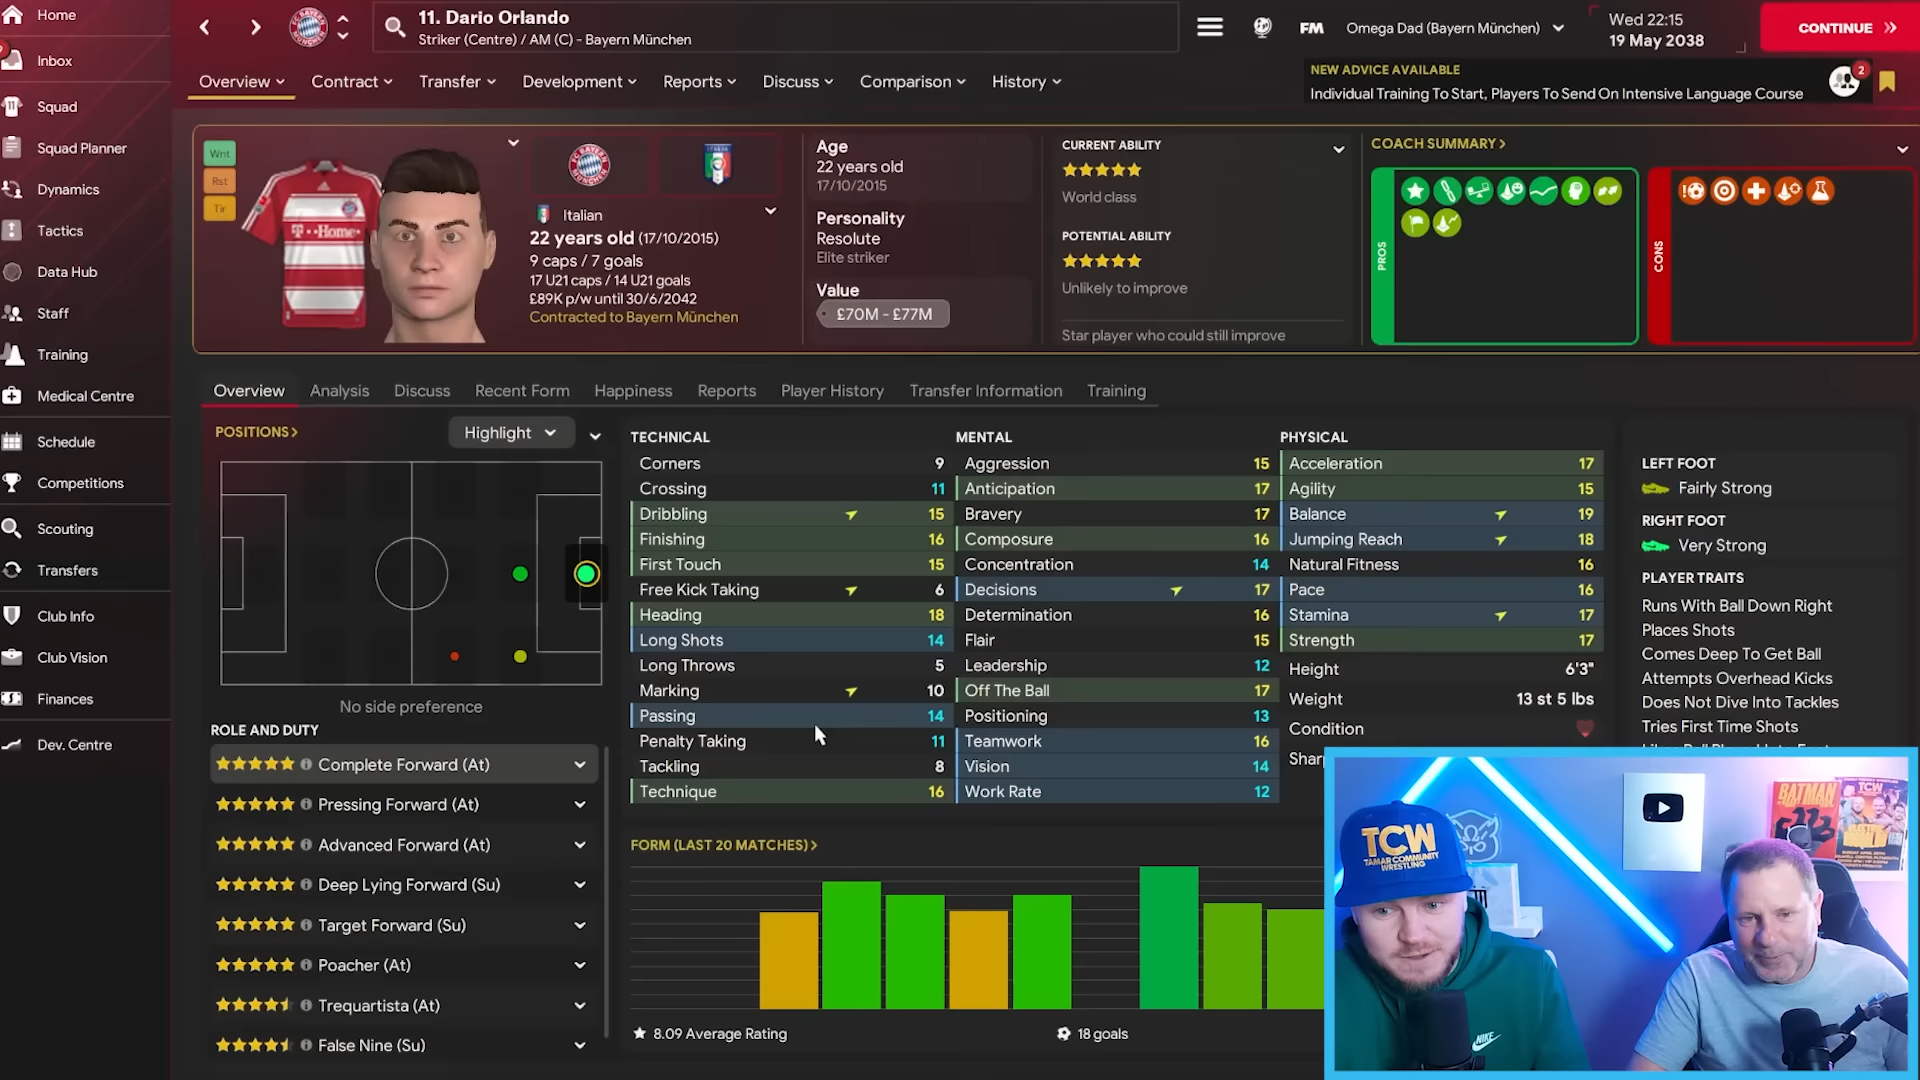 Home
Inbox
Squad
Squad Planner
Dynamics
Tactics
Data Hub
Staff
Training
Medical Centre
Schedule
Competitions
Scouting
Transfers
Club Info
Club Vision
Finances
Dev. Centre
11. Dario Orlando
Striker (Centre) / AM (C) - Bayern München
FM
Omega Dad (Bayern München)
Wed 22:15
19 May 2038
CONTINUE
Overview
Contract
Transfer
Development
Reports
Discuss
Comparison
History
NEW ADVICE AVAILABLE
Individual Training To Start, Players To Send On Intensive Language Course
2
Wnt
Rst
Tir
Italian
22 years old (17/10/2015)
9 caps / 7 goals
17 U21 caps / 14 U21 goals
£89K p/w until 30/6/2042
Contracted to Bayern München
Age
22 years old
17/10/2015
Personality
Resolute
Elite striker
Value
£70M - £77M
CURRENT ABILITY
World class
POTENTIAL ABILITY
Unlikely to improve
Star player who could still improve
COACH SUMMARY >
PROS
CONS
Overview
Analysis
Discuss
Recent Form
Happiness
Reports
Player History
Transfer Information
Training
POSITIONS >
Highlight
No side preference
ROLE AND DUTY
Complete Forward (At)
Pressing Forward (At)
Advanced Forward (At)
Deep Lying Forward (Su)
Target Forward (Su)
Poacher (At)
Trequartista (At)
False Nine (Su)
TECHNICAL
Corners 9
Crossing 11
Dribbling 15
Finishing 16
First Touch 15
Free Kick Taking 6
Heading 18
Long Shots 14
Long Throws 5
Marking 10
Passing 14
Penalty Taking 11
Tackling 8
Technique 16
MENTAL
Aggression 15
Anticipation 17
Bravery 17
Composure 16
Concentration 14
Decisions 17
Determination 16
Flair 15
Leadership 12
Off The Ball 17
Positioning 13
Teamwork 16
Vision 14
Work Rate 12
PHYSICAL
Acceleration 17
Agility 15
Balance 19
Jumping Reach 18
Natural Fitness 16
Pace 16
Stamina 17
Strength 17
Height 6'3"
Weight 13 st 5 lbs
Condition
LEFT FOOT
Fairly Strong
RIGHT FOOT
Very Strong
PLAYER TRAITS
Runs With Ball Down Right
Places Shots
Comes Deep To Get Ball
Attempts Overhead Kicks
Does Not Dive Into Tackles
Tries First Time Shots
FORM (LAST 20 MATCHES) >
8.09 Average Rating
18 goals
TCW
TAMAR COMMUNITY
WRESTLING
BATMAN
TCW
NIKE